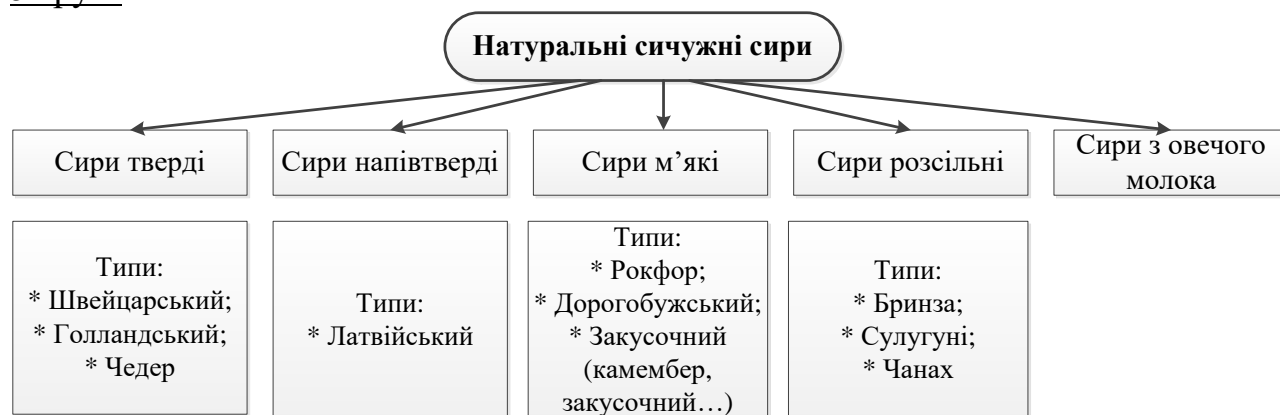 Натуральні сичужні сири
Сири тверді
Сири напівтверді
Сири м’які
Сири розсільні
Сири з овечого
молока
Типи:
* Швейцарський;
* Голландський;
* Чедер
Типи:
* Латвійський
Типи:
* Рокфор;
* Дорогобужський;
* Закусочний
(камембер,
закусочний…)
Типи:
* Бринза;
* Сулугуні;
* Чанах